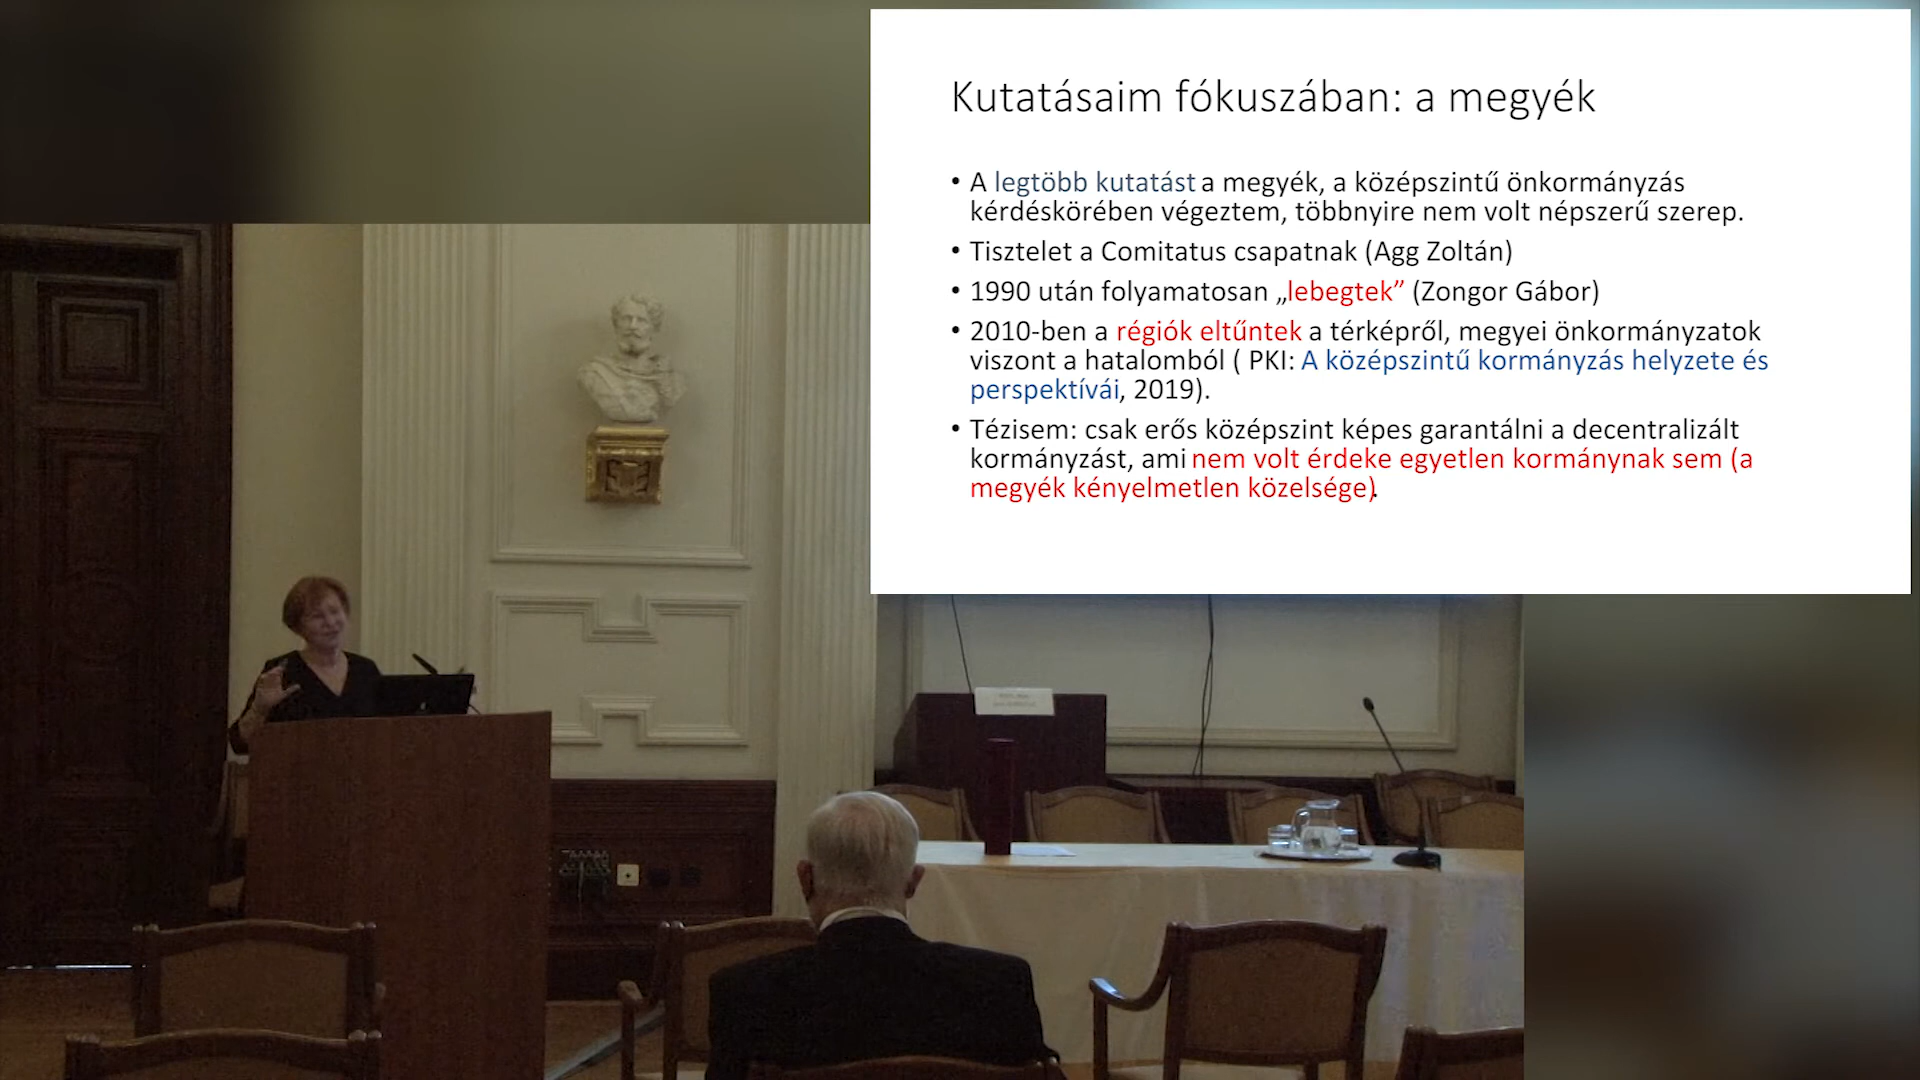 Kutatásaim fókuszában: a megyék
• A legtöbb kutatást a megyék, a középszintű önkormányzás
kérdéskörében végeztem, többnyire nem volt népszerű szerep.
• Tisztelet a Comitatus csapatnak (Agg Zoltán)
• 1990 után folyamatosan „lebegtek” (Zongor Gábor)
• 2010-ben a régiók eltűntek a térképről, megyei önkormányzatok
viszont a hatalomból ( PKI: A középszintű kormányzás helyzete és
perspektívái, 2019).
• Tézisem: csak erős középszint képes garantálni a decentralizált
kormányzást, ami nem volt érdeke egyetlen kormánynak sem (a
megyék kényelmetlen közelsége).